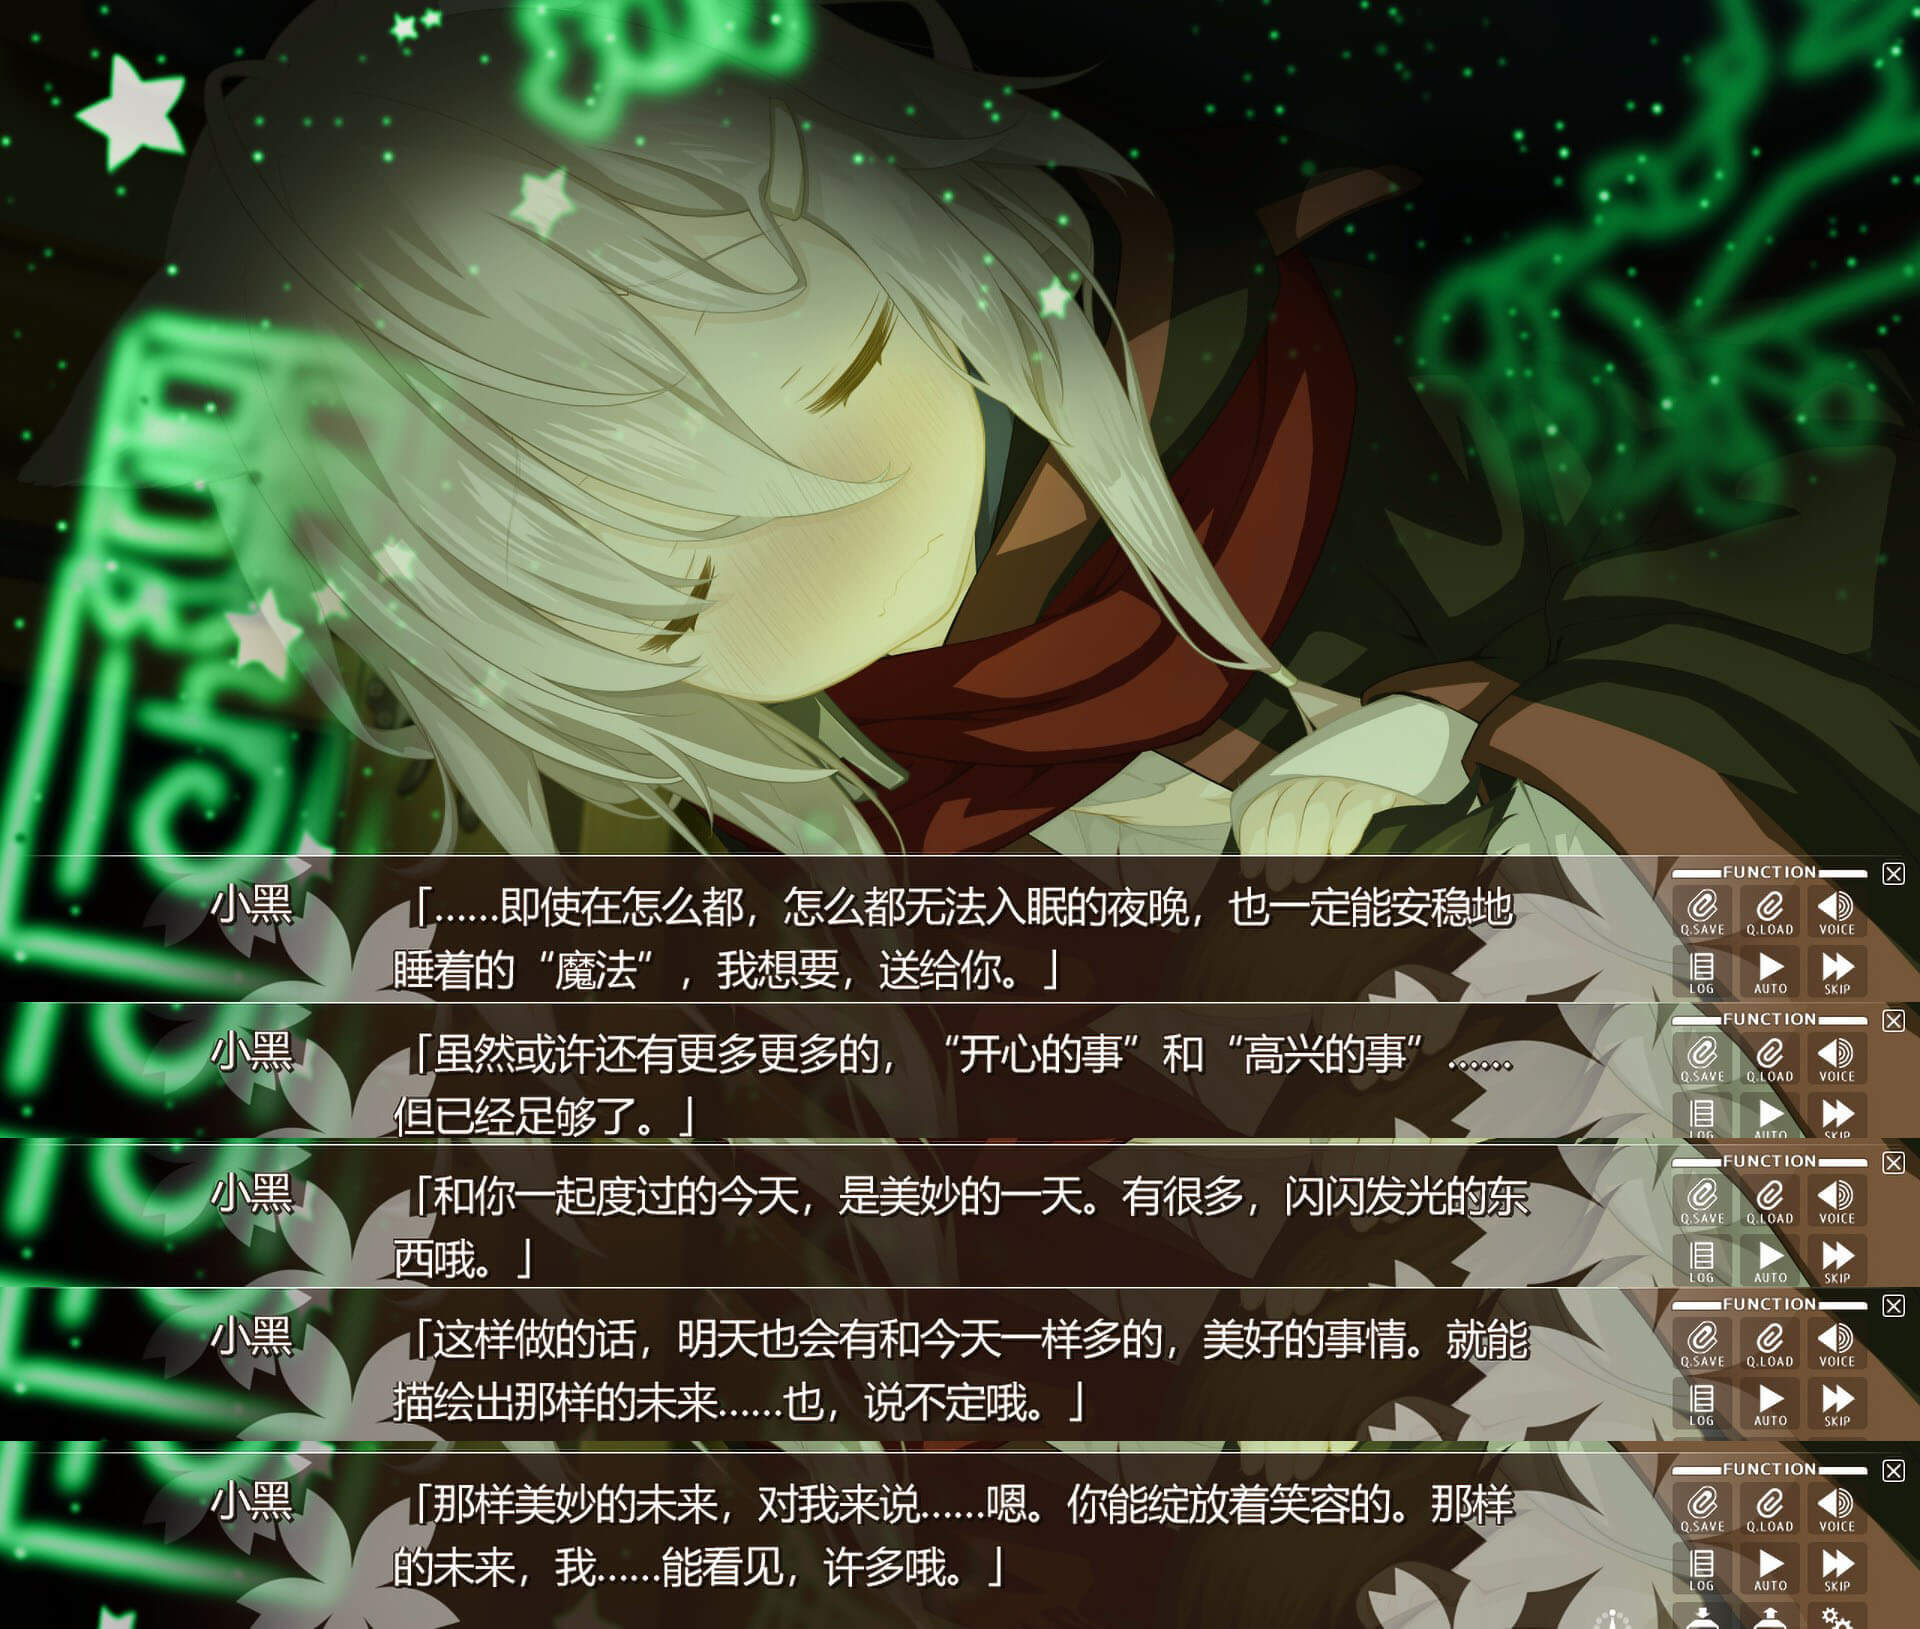 小黑
「……即使在怎么都，怎么都无法入眠的夜晚，也一定能安稳地
睡着的“魔法”，我想要，送给你。」
FUNCTION
Q.SAVE Q.LOAD VOICE
LOG AUTO SKIP
小黑
「虽然或许还有更多更多的，“开心的事”和“高兴的事”……
但已经足够了。」
FUNCTION
Q.SAVE Q.LOAD VOICE
LOG AUTO SKIP
小黑
「和你一起度过的今天，是美妙的一天。有很多，闪闪发光的东
西哦。」
FUNCTION
Q.SAVE Q.LOAD VOICE
LOG AUTO SKIP
小黑
「这样做的话，明天也会有和今天一样多的，美好的事情。就能
描绘出那样的未来……也，说不定哦。」
FUNCTION
Q.SAVE Q.LOAD VOICE
LOG AUTO SKIP
小黑
「那样美妙的未来，对我来说……嗯。你能绽放着笑容的。那样
的未来，我……能看见，许多哦。」
FUNCTION
Q.SAVE Q.LOAD VOICE
LOG AUTO SKIP